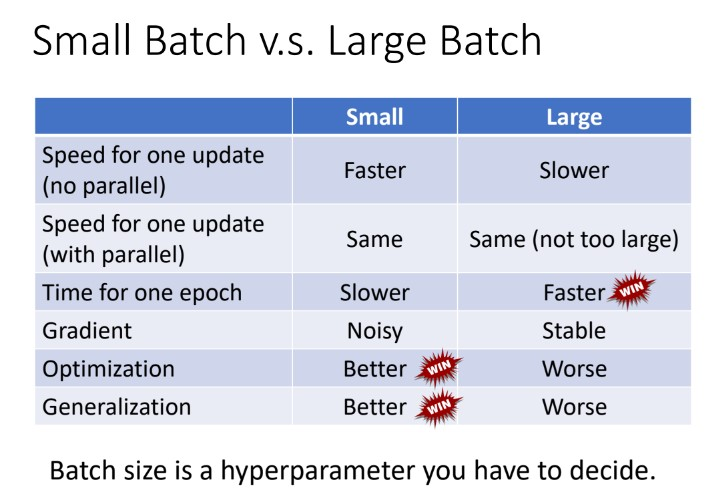 Small Batch v.s. Large Batch
Small Large
Speed for one update
(no parallel) Faster Slower
Speed for one update
(with parallel) Same Same (not too large)
Time for one epoch Slower Faster WIN
Gradient Noisy Stable
Optimization Better WIN Worse
Generalization Better WIN Worse
Batch size is a hyperparameter you have to decide.